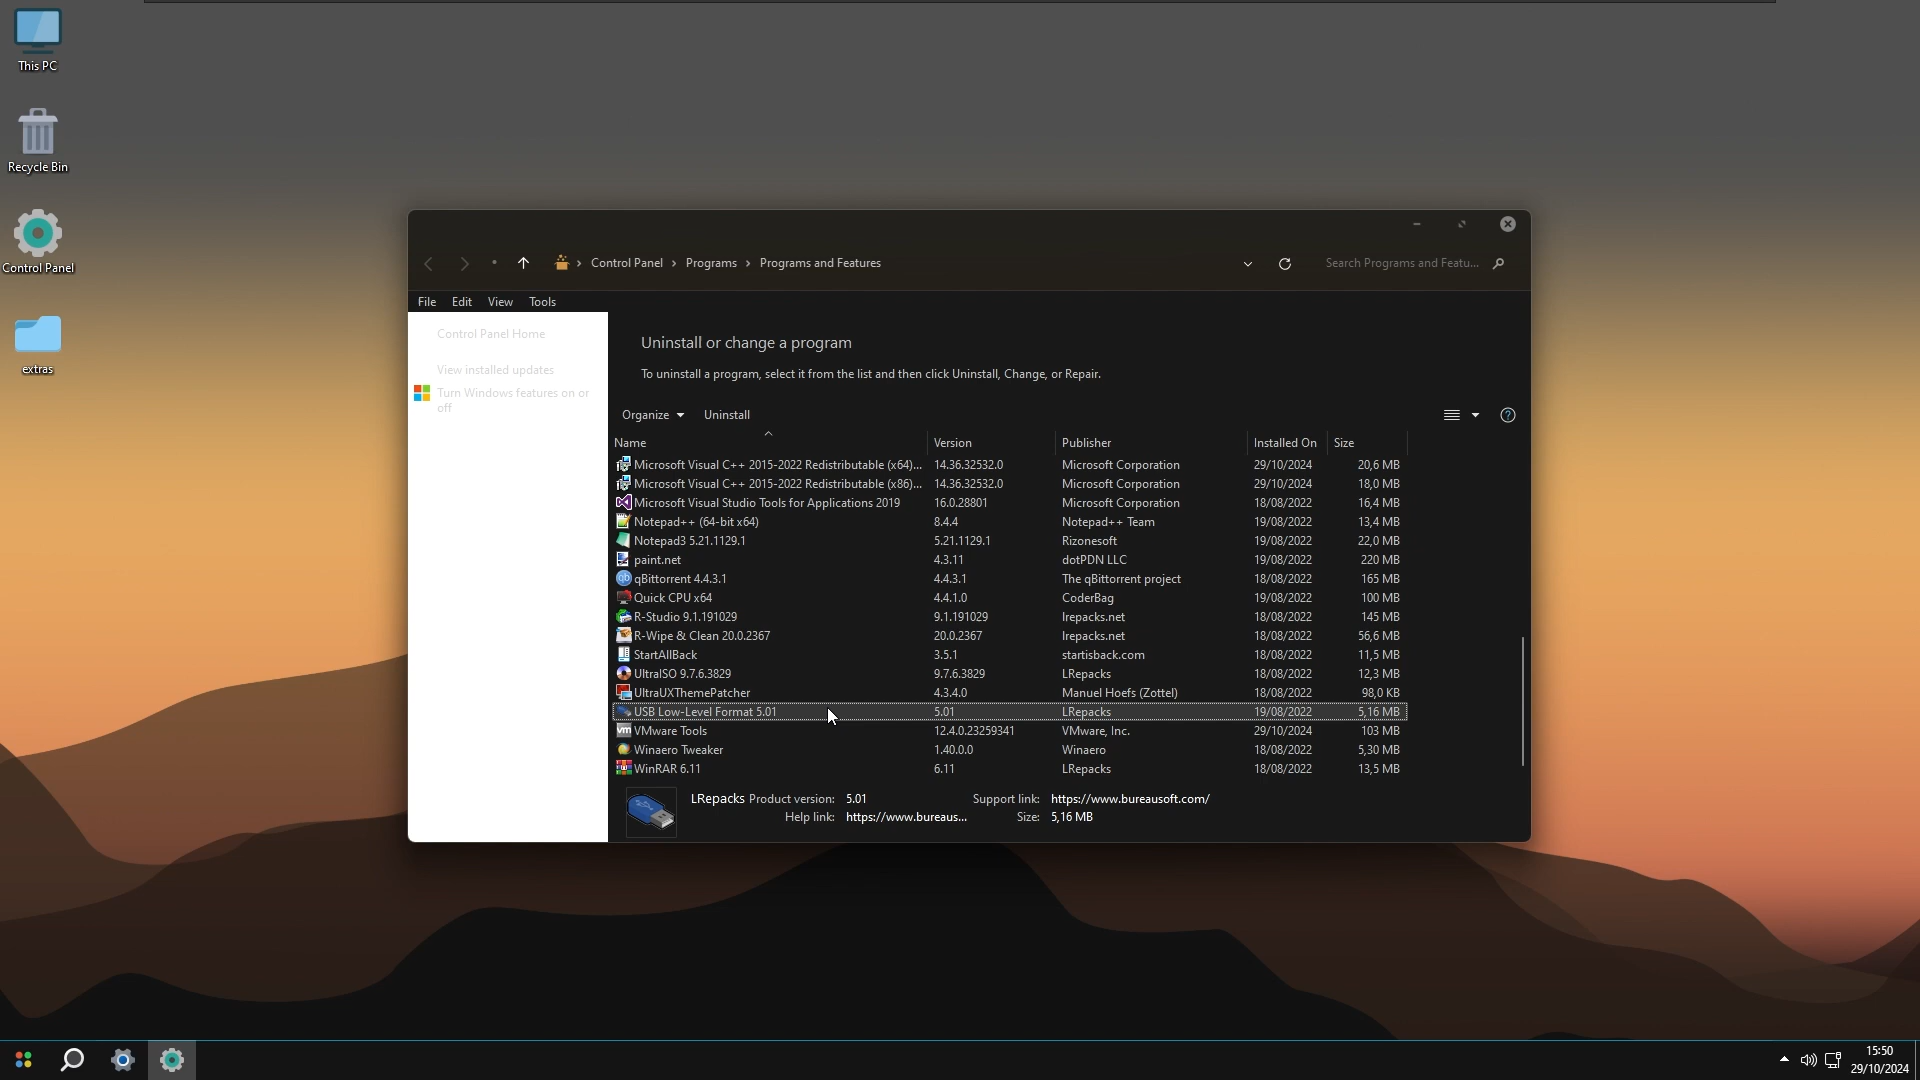 This PC
Recycle Bin
Control Panel
extras
Control Panel > Programs > Programs and Features
Search Programs and Featu...
File Edit View Tools
Control Panel Home
View installed updates
Turn Windows features on or
off
Uninstall or change a program
To uninstall a program, select it from the list and then click Uninstall, Change, or Repair.
Organize Uninstall
Name Version Publisher Installed On Size
Microsoft Visual C++ 2015-2022 Redistributable (x64)... 14.36.32532.0 Microsoft Corporation 29/10/2024 20,6 MB
Microsoft Visual C++ 2015-2022 Redistributable (x86)... 14.36.32532.0 Microsoft Corporation 29/10/2024 18,0 MB
Microsoft Visual Studio Tools for Applications 2019 16.0.28801 Microsoft Corporation 18/08/2022 16,4 MB
Notepad++ (64-bit x64) 8.4.4 Notepad++ Team 19/08/2022 13,4 MB
Notepad3 5.21.1129.1 5.21.1129.1 Rizonesoft 19/08/2022 22,0 MB
paint.net 4.3.11 dotPDN LLC 19/08/2022 220 MB
qBittorrent 4.4.3.1 4.4.3.1 The qBittorrent project 18/08/2022 165 MB
Quick CPU x64 4.4.1.0 CoderBag 19/08/2022 100 MB
R-Studio 9.1.191029 9.1.191029 lrepacks.net 18/08/2022 145 MB
R-Wipe & Clean 20.0.2367 20.0.2367 lrepacks.net 18/08/2022 56,6 MB
StartAllBack 3.5.1 startisback.com 18/08/2022 11,5 MB
UltraISO 9.7.6.3829 9.7.6.3829 LRepacks 18/08/2022 12,3 MB
UltraUXThemePatcher 4.3.4.0 Manuel Hoefs (Zottel) 18/08/2022 98,0 KB
USB Low-Level Format 5.01 5.01 LRepacks 19/08/2022 5,16 MB
VMware Tools 12.4.0.23259341 VMware, Inc. 29/10/2024 103 MB
Winaero Tweaker 1.40.0.0 Winaero 18/08/2022 5,30 MB
WinRAR 6.11 6.11 LRepacks 18/08/2022 13,5 MB
LRepacks Product version: 5.01 Support link: https://www.bureausoft.com/
Help link: https://www.bureaus... Size: 5,16 MB
15:50
29/10/2024